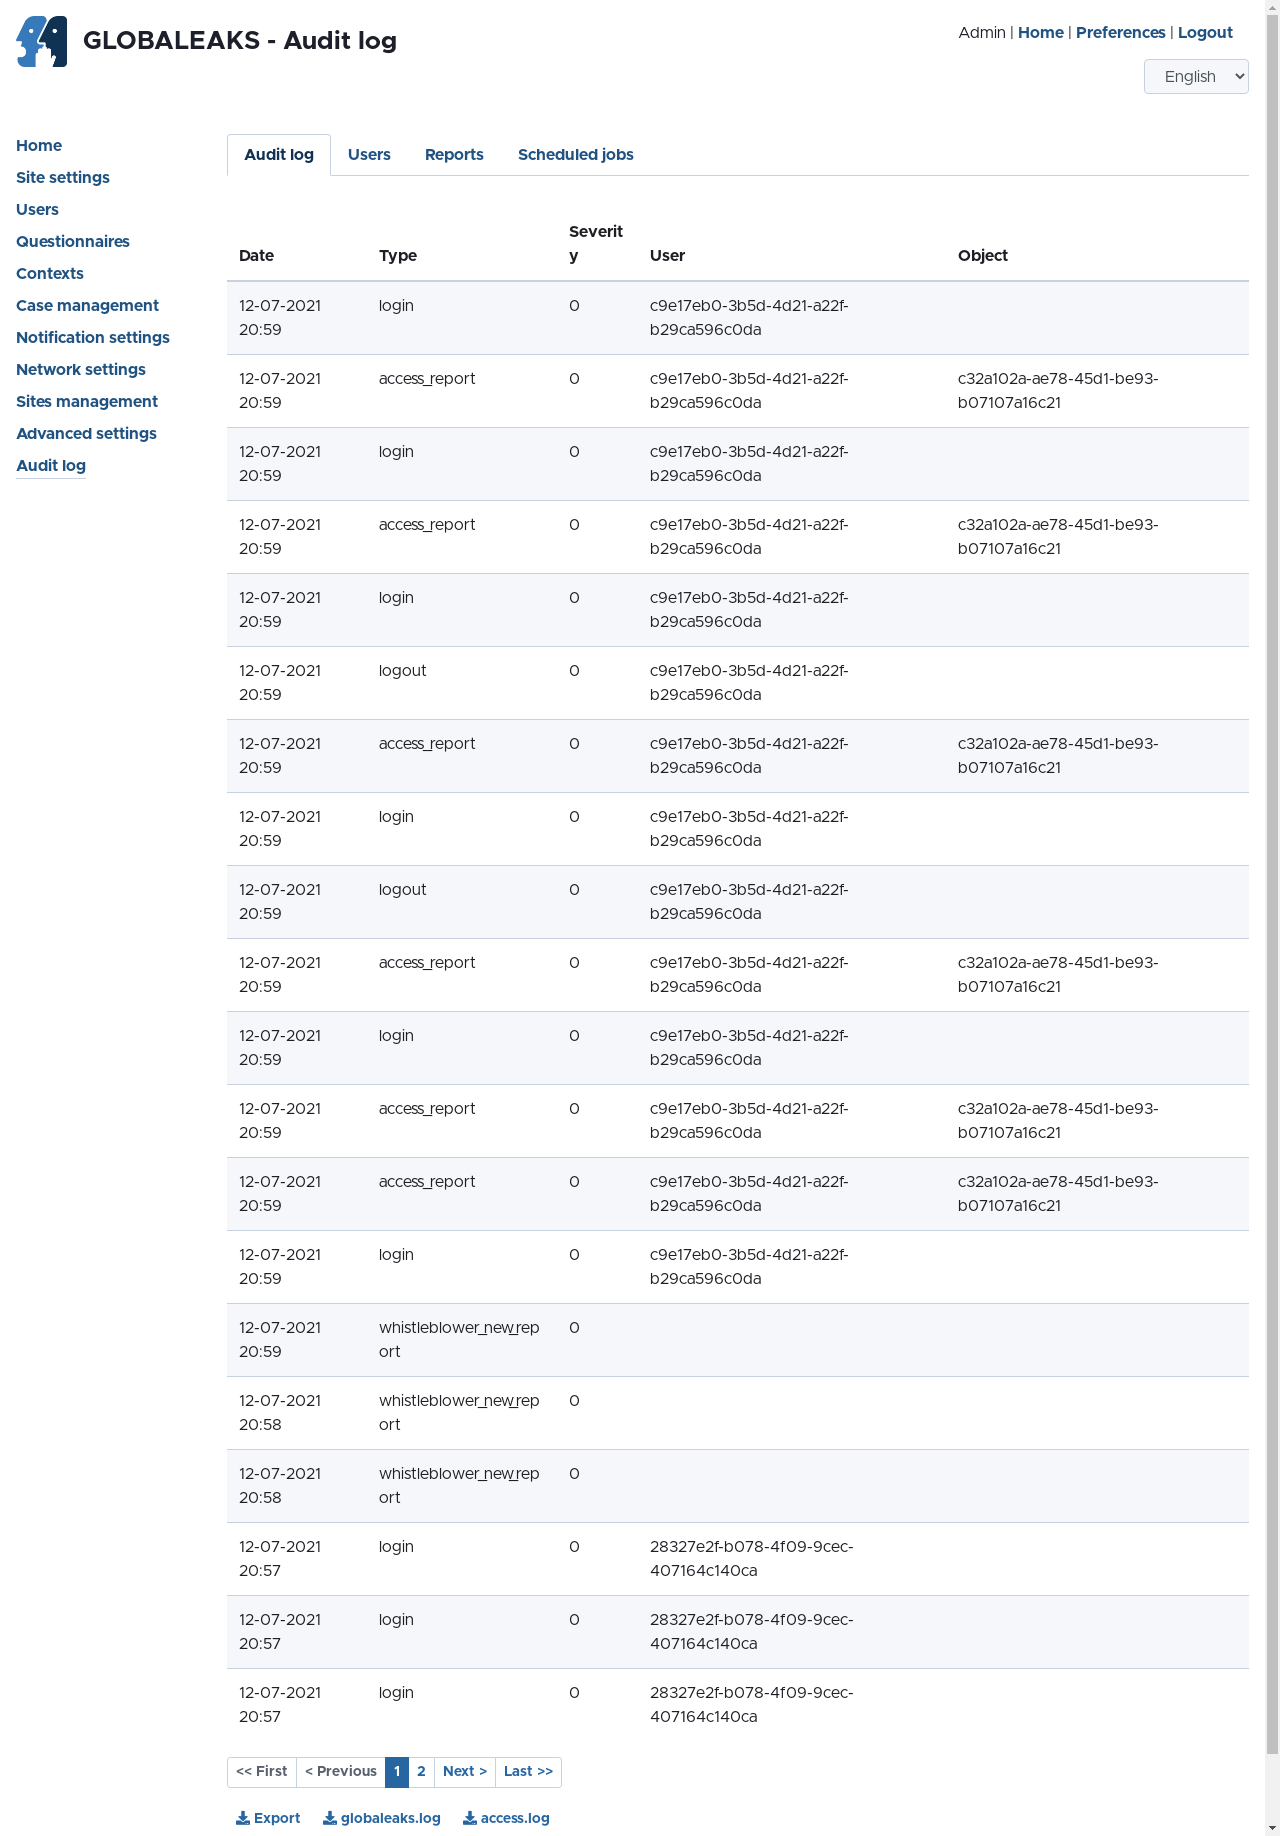 GLOBALEAKS - Audit log
Admin | Home | Preferences | Logout
English
Home
Site settings
Users
Questionnaires
Contexts
Case management
Notification settings
Network settings
Sites management
Advanced settings
Audit log
Audit log Users Reports Scheduled jobs
Severit
Date Type y User Object
12-07-2021 login 0 c9e17eb0-3b5d-4d21-a22f-
20:59 b29ca596c0da
12-07-2021 access_report 0 c9e17eb0-3b5d-4d21-a22f- c32a102a-ae78-45d1-be93-
20:59 b29ca596c0da b07107a16c21
12-07-2021 login 0 c9e17eb0-3b5d-4d21-a22f-
20:59 b29ca596c0da
12-07-2021 access_report 0 c9e17eb0-3b5d-4d21-a22f- c32a102a-ae78-45d1-be93-
20:59 b29ca596c0da b07107a16c21
12-07-2021 login 0 c9e17eb0-3b5d-4d21-a22f-
20:59 b29ca596c0da
12-07-2021 logout 0 c9e17eb0-3b5d-4d21-a22f-
20:59 b29ca596c0da
12-07-2021 access_report 0 c9e17eb0-3b5d-4d21-a22f- c32a102a-ae78-45d1-be93-
20:59 b29ca596c0da b07107a16c21
12-07-2021 login 0 c9e17eb0-3b5d-4d21-a22f-
20:59 b29ca596c0da
12-07-2021 logout 0 c9e17eb0-3b5d-4d21-a22f-
20:59 b29ca596c0da
12-07-2021 access_report 0 c9e17eb0-3b5d-4d21-a22f- c32a102a-ae78-45d1-be93-
20:59 b29ca596c0da b07107a16c21
12-07-2021 login 0 c9e17eb0-3b5d-4d21-a22f-
20:59 b29ca596c0da
12-07-2021 access_report 0 c9e17eb0-3b5d-4d21-a22f- c32a102a-ae78-45d1-be93-
20:59 b29ca596c0da b07107a16c21
12-07-2021 access_report 0 c9e17eb0-3b5d-4d21-a22f- c32a102a-ae78-45d1-be93-
20:59 b29ca596c0da b07107a16c21
12-07-2021 login 0 c9e17eb0-3b5d-4d21-a22f-
20:59 b29ca596c0da
12-07-2021 whistleblower_new_rep 0
20:59 ort
12-07-2021 whistleblower_new_rep 0
20:58 ort
12-07-2021 whistleblower_new_rep 0
20:58 ort
12-07-2021 login 0 28327e2f-b078-4f09-9cec-
20:57 407164c140ca
12-07-2021 login 0 28327e2f-b078-4f09-9cec-
20:57 407164c140ca
12-07-2021 login 0 28327e2f-b078-4f09-9cec-
20:57 407164c140ca
<< First < Previous 1 2 Next > Last >>
Export globaleaks.log access.log